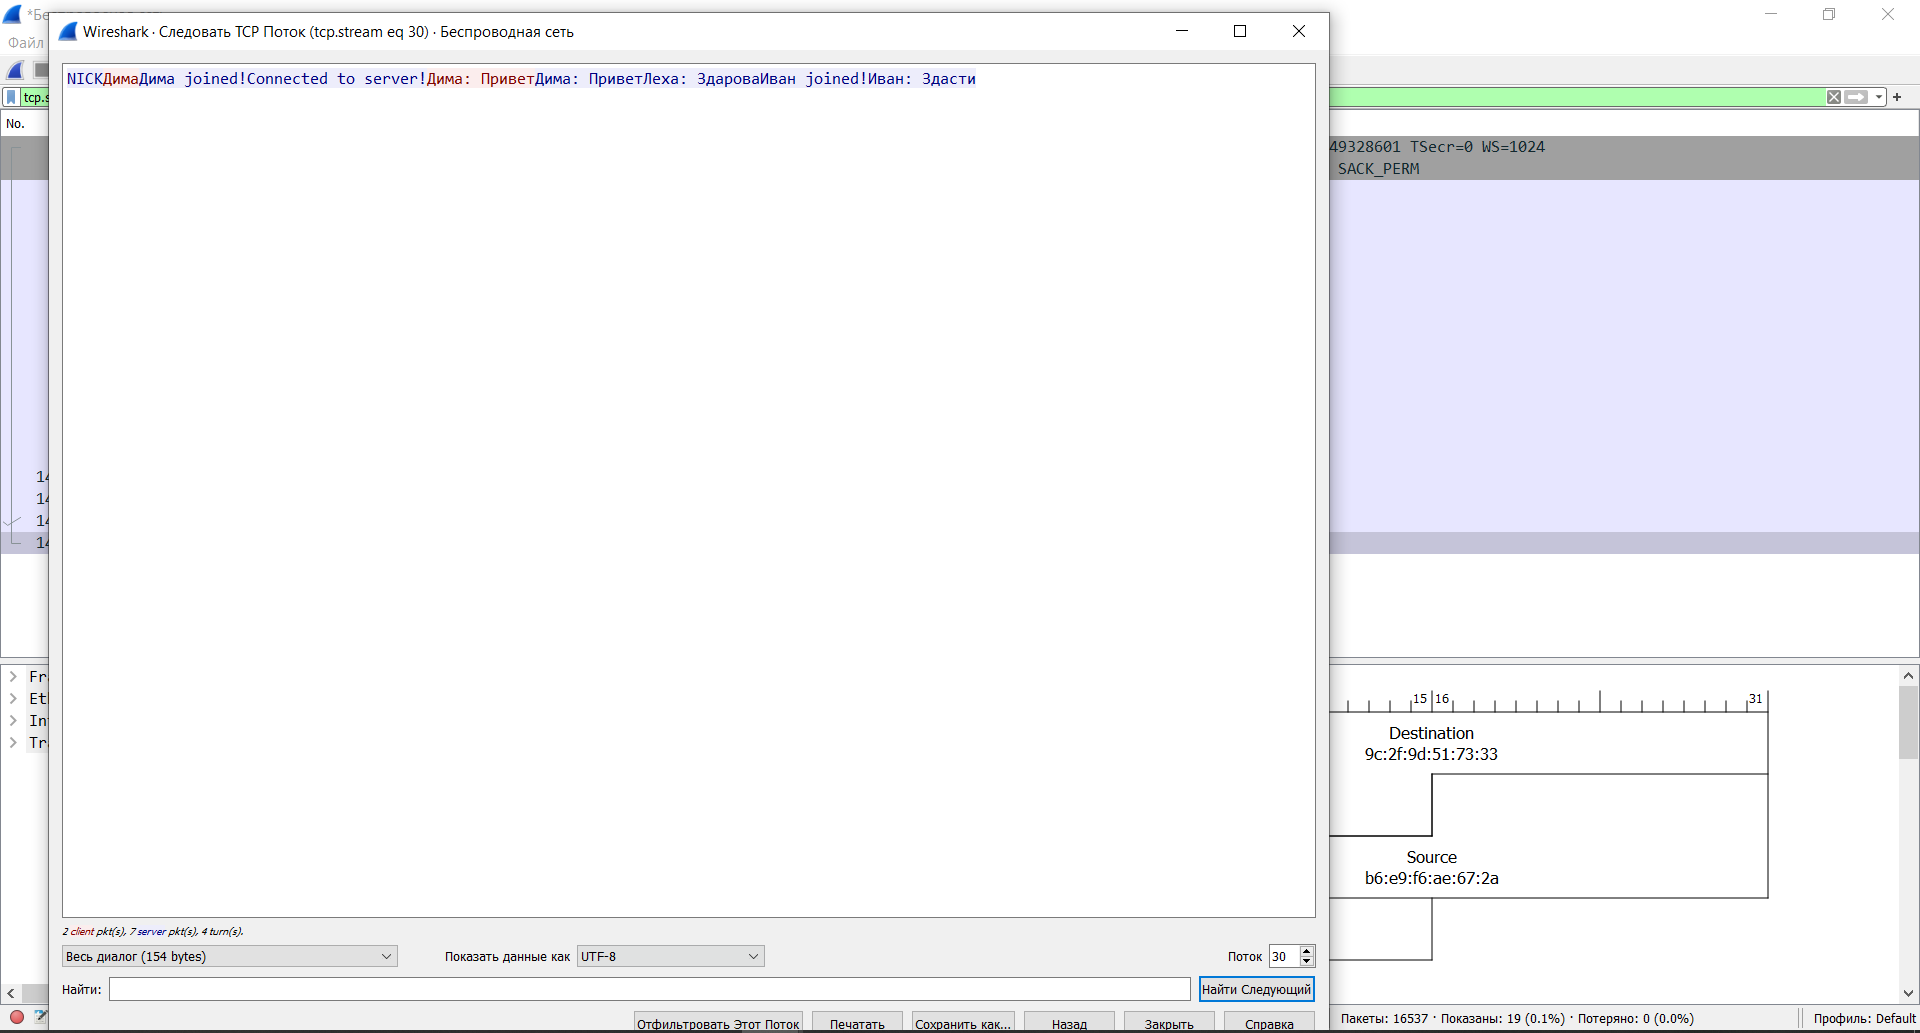 *Бе
Wireshark · Следовать TCP Поток (tcp.stream eq 30) · Беспроводная сеть
Файл
NICKДимаДима joined!Connected to server!Дима: ПриветДима: ПриветЛеха: ЗдароваИван joined!Иван: Здасти
tcp.s
+
No.
49328601 TSecr=0 WS=1024
SACK_PERM
14
14
14
14
Fr
Et
In
Tr
15 16 31
Destination
9c:2f:9d:51:73:33
Source
b6:e9:f6:ae:67:2a
2 client pkt(s), 7 server pkt(s), 4 turn(s).
Весь диалог (154 bytes) Показать данные как UTF-8 Поток 30
Найти: Найти Следующий
Отфильтровать Этот Поток Печатать Сохранить как... Назад Закрыть Справка
Пакеты: 16537 · Показаны: 19 (0.1%) · Потеряно: 0 (0.0%) Профиль: Default